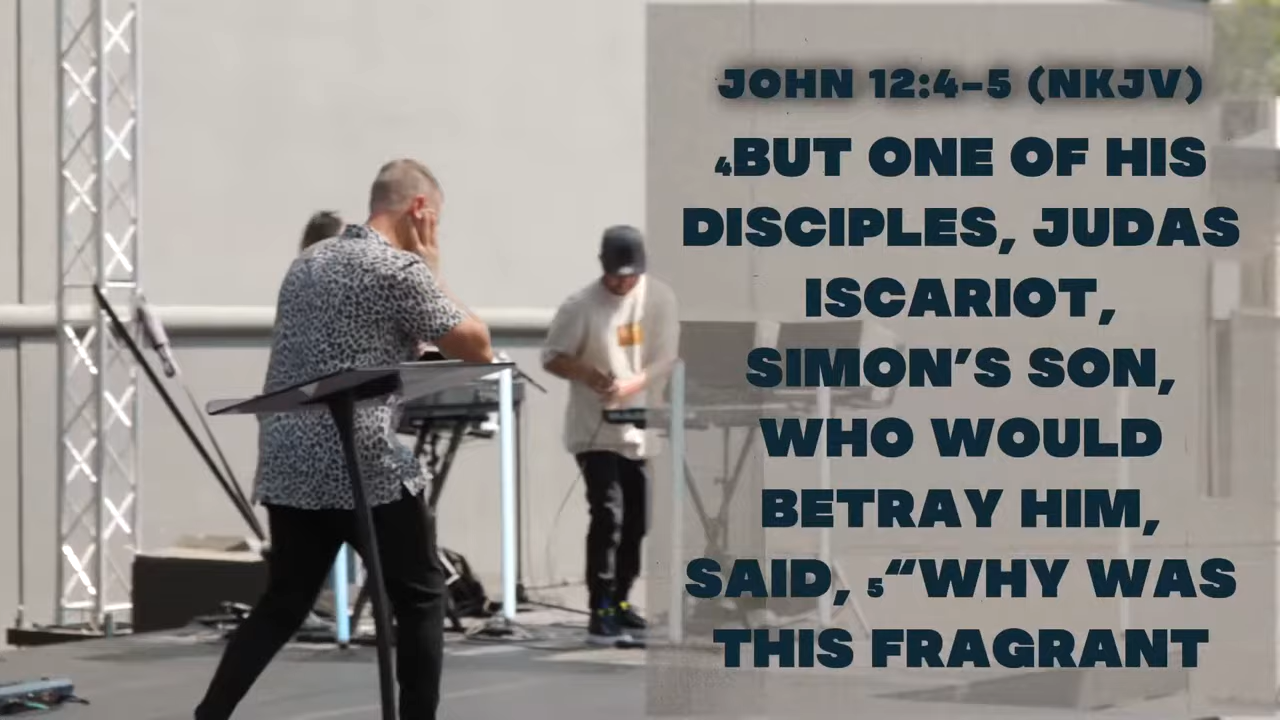 JOHN 12:4-5 (NKJV)
4BUT ONE OF HIS
DISCIPLES, JUDAS
ISCARIOT,
SIMON’S SON,
WHO WOULD
BETRAY HIM,
SAID, 5“WHY WAS
THIS FRAGRANT